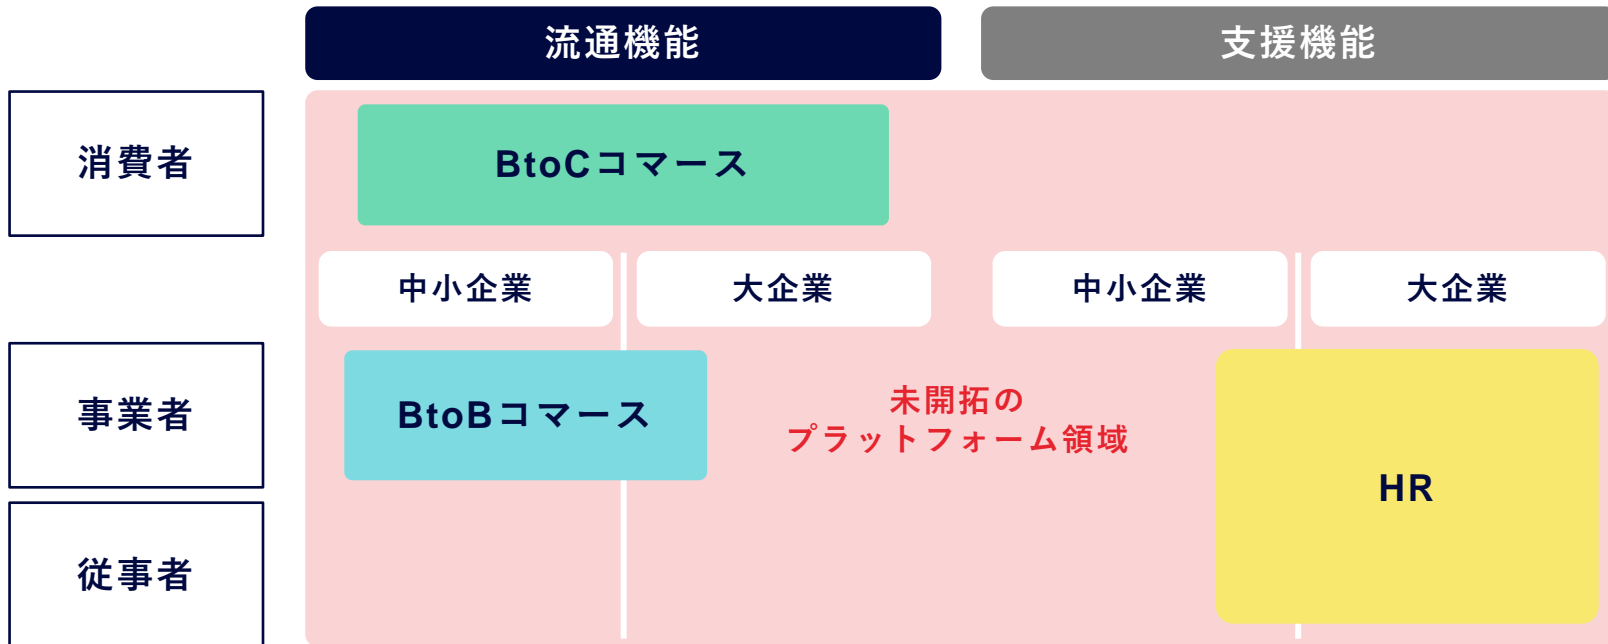 流通機能
支援機能
消費者
BtoCコマース
中小企業
大企業
中小企業
大企業
事業者
BtoBコマース
未開拓の
プラットフォーム領域
HR
従事者